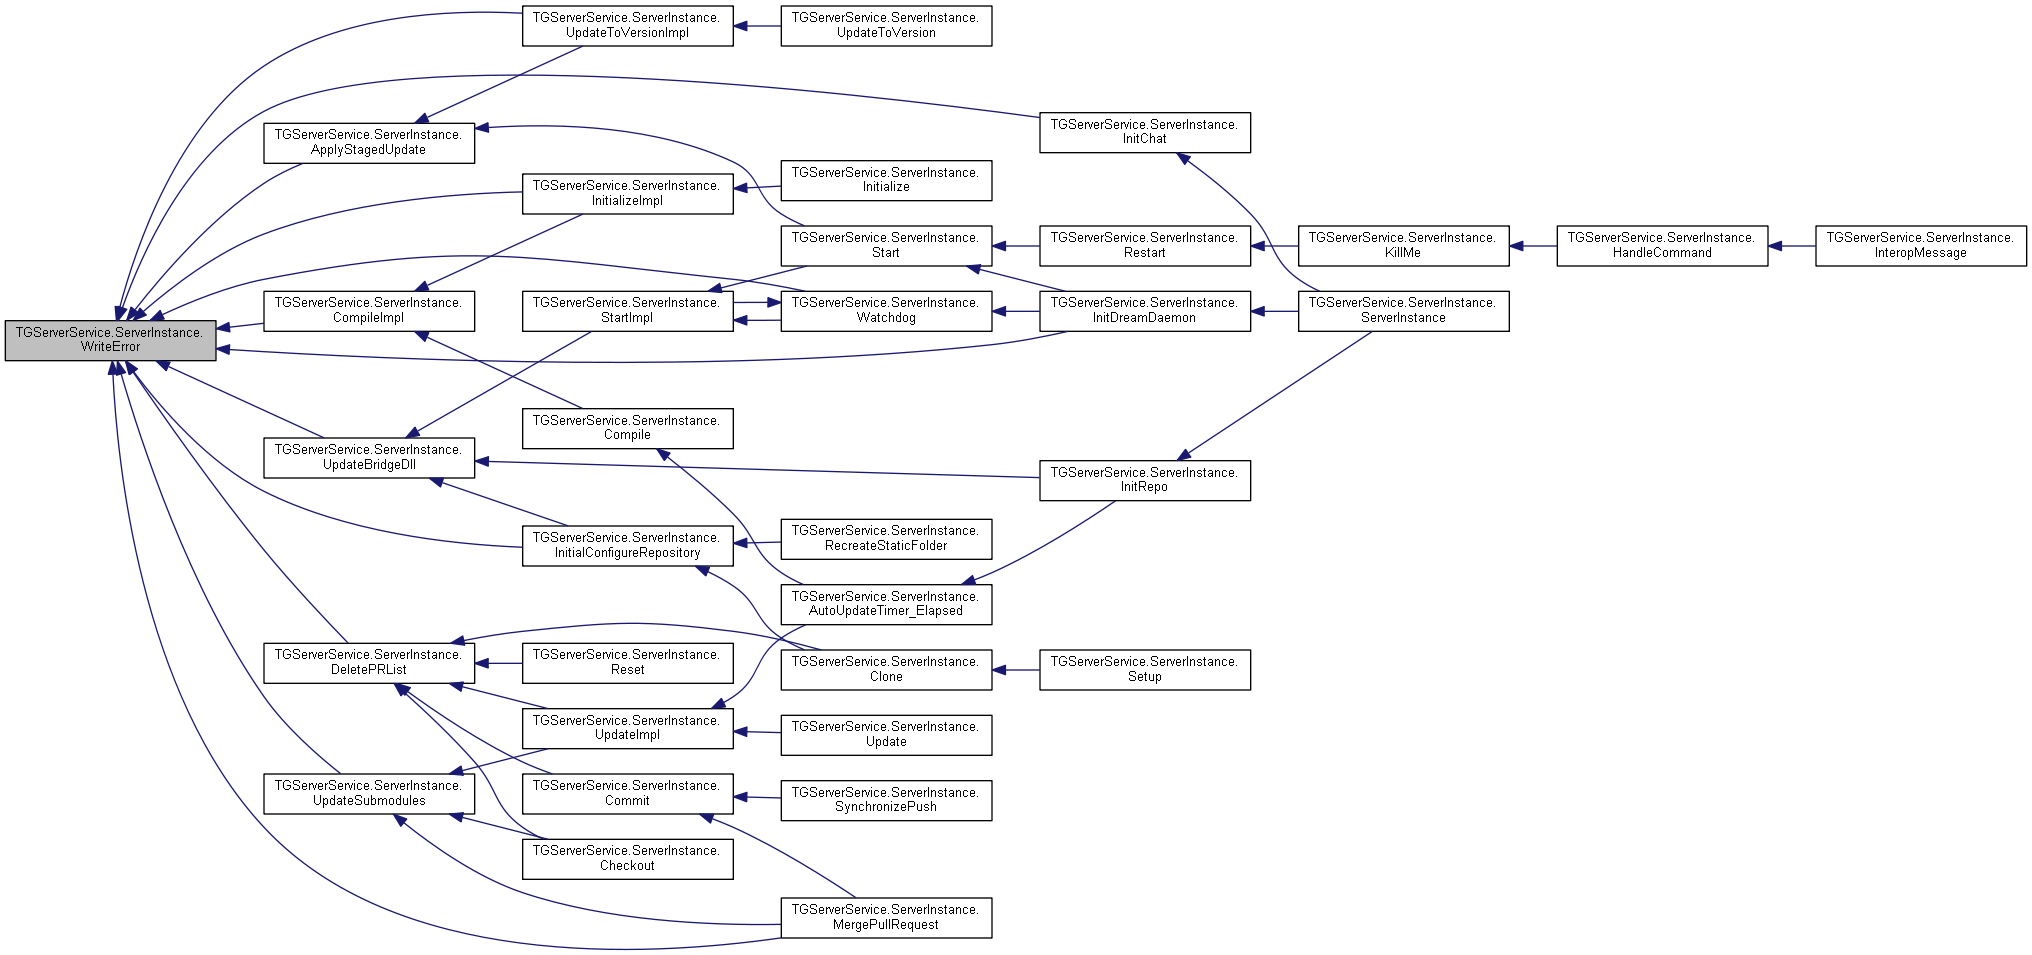 TGServerService.ServerInstance.
UpdateToVersionImpl
TGServerService.ServerInstance.
UpdateToVersion
TGServerService.ServerInstance.
InitChat
TGServerService.ServerInstance.
ApplyStagedUpdate
TGServerService.ServerInstance.
Initialize
TGServerService.ServerInstance.
InitializeImpl
TGServerService.ServerInstance.
Start
TGServerService.ServerInstance.
Restart
TGServerService.ServerInstance.
KillMe
TGServerService.ServerInstance.
HandleCommand
TGServerService.ServerInstance.
InteropMessage
TGServerService.ServerInstance.
CompileImpl
TGServerService.ServerInstance.
StartImpl
TGServerService.ServerInstance.
Watchdog
TGServerService.ServerInstance.
InitDreamDaemon
TGServerService.ServerInstance.
ServerInstance
TGServerService.ServerInstance.
WriteError
TGServerService.ServerInstance.
Compile
TGServerService.ServerInstance.
UpdateBridgeDll
TGServerService.ServerInstance.
InitRepo
TGServerService.ServerInstance.
InitialConfigureRepository
TGServerService.ServerInstance.
RecreateStaticFolder
TGServerService.ServerInstance.
AutoUpdateTimer_Elapsed
TGServerService.ServerInstance.
DeletePRList
TGServerService.ServerInstance.
Reset
TGServerService.ServerInstance.
Clone
TGServerService.ServerInstance.
Setup
TGServerService.ServerInstance.
UpdateImpl
TGServerService.ServerInstance.
Update
TGServerService.ServerInstance.
UpdateSubmodules
TGServerService.ServerInstance.
Commit
TGServerService.ServerInstance.
SynchronizePush
TGServerService.ServerInstance.
Checkout
TGServerService.ServerInstance.
MergePullRequest